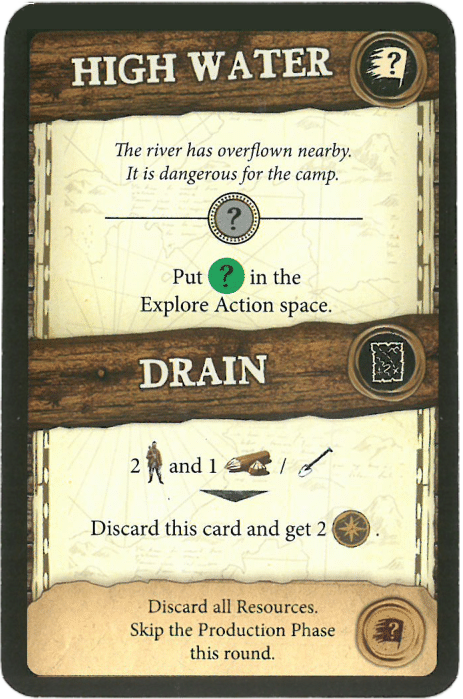 HIGH WATER
?
The river has overflown nearby.
It is dangerous for the camp.
?
Put ? in the
Explore Action space.
DRAIN
2 and 1 /
Discard this card and get 2 .
Discard all Resources.
Skip the Production Phase
this round.
?